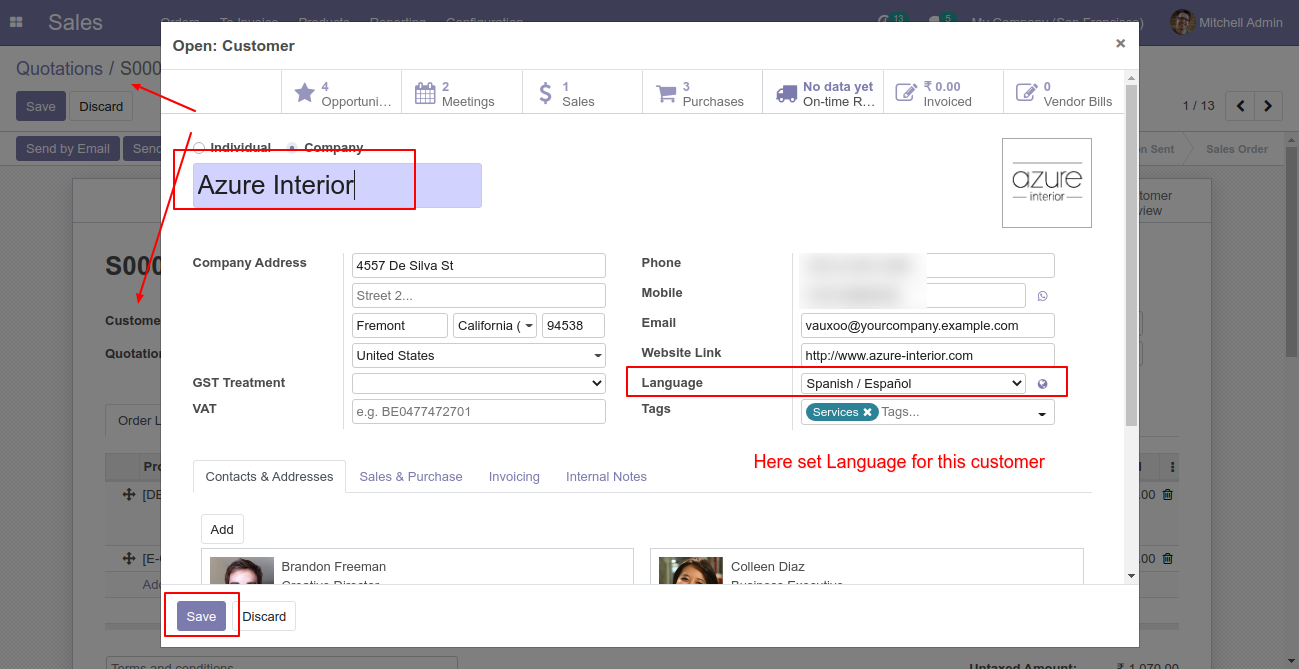 Sales
Orders To Invoice Products Reporting Configuration
13
5
My Company (San Francisco)
Mitchell Admin
Open: Customer
×
Quotations / S000
Save
Discard
1 / 13
Send by Email
Send
n Sent
Sales Order
4
Opportuni...
2
Meetings
1
Sales
3
Purchases
No data yet
On-time R...
₹ 0.00
Invoiced
0
Vendor Bills
Individual
Company
Azure Interior
azure
interior
tomer
view
S000
Custome
Quotation
Company Address
4557 De Silva St
Street 2...
Fremont
California (
94538
United States
GST Treatment
VAT
e.g. BE0477472701
Phone
Mobile
Email
vauxoo@yourcompany.example.com
Website Link
http://www.azure-interior.com
Language
Spanish / Español
Tags
Services ×
Tags...
Here set Language for this customer
Order L
Contacts & Addresses
Sales & Purchase
Invoicing
Internal Notes
Pro
[DE
.00
[E-
.00
Add
Add
Brandon Freeman
Creative Director
Colleen Diaz
Business Executive
Save
Discard
Terms and conditions
Untaxed Amount:
₹ 1,070.00